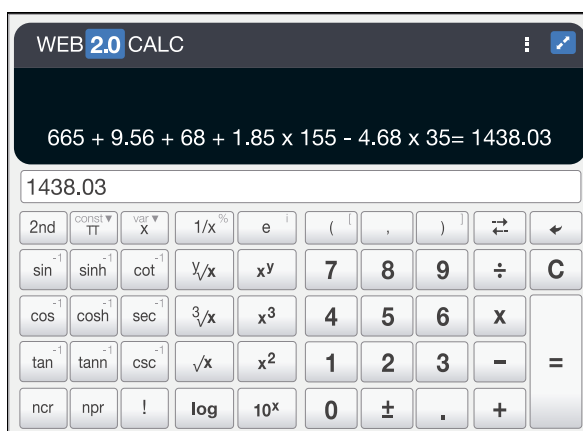 WEB 2.0 CALC
665 + 9.56 + 68 + 1.85 x 155 - 4.68 x 35= 1438.03
1438.03
2nd const▼ π var▼ x 1/x % e i ( [ , ) ]
sin -1 sinh -1 cot -1 y√x xʸ 7 8 9 ÷ C
cos -1 cosh -1 sec -1 3√x x³ 4 5 6 x
tan -1 tann -1 csc -1 √x x² 1 2 3 − =
ncr npr ! log 10ˣ 0 ± . +